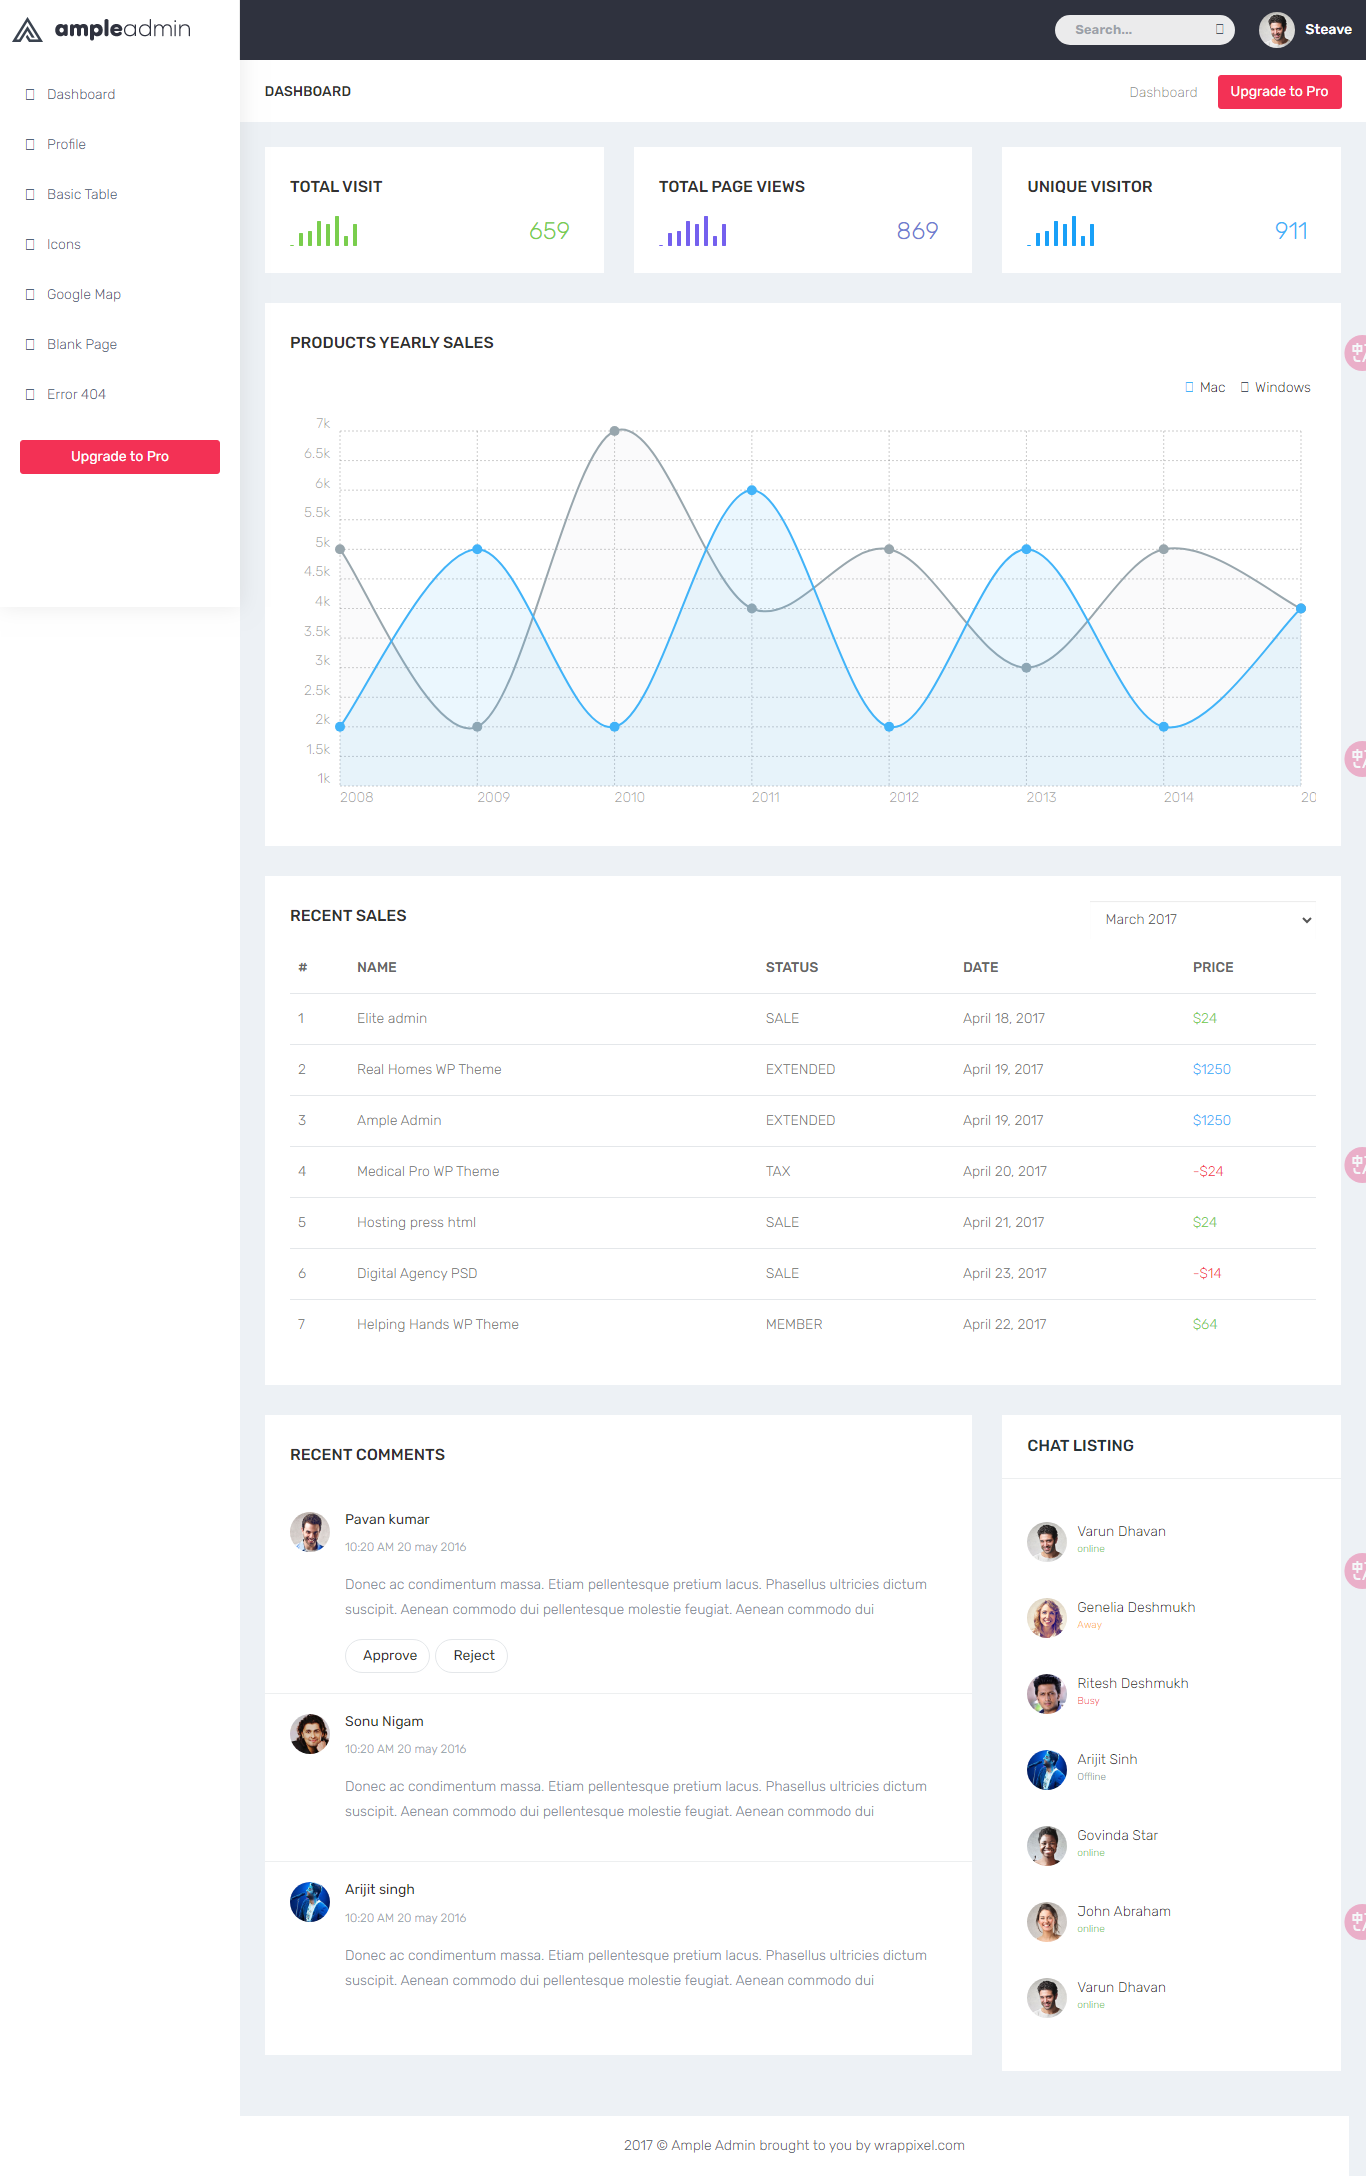 ampleadmin
Search...
Steave
Dashboard
Profile
Basic Table
Icons
Google Map
Blank Page
Error 404
Upgrade to Pro
DASHBOARD
Dashboard
Upgrade to Pro
TOTAL VISIT
659
TOTAL PAGE VIEWS
869
UNIQUE VISITOR
911
PRODUCTS YEARLY SALES
Mac Windows
7k
6.5k
6k
5.5k
5k
4.5k
4k
3.5k
3k
2.5k
2k
1.5k
1k
2008 2009 2010 2011 2012 2013 2014 20
RECENT SALES
March 2017
# NAME STATUS DATE PRICE
1 Elite admin SALE April 18, 2017 $24
2 Real Homes WP Theme EXTENDED April 19, 2017 $1250
3 Ample Admin EXTENDED April 19, 2017 $1250
4 Medical Pro WP Theme TAX April 20, 2017 -$24
5 Hosting press html SALE April 21, 2017 $24
6 Digital Agency PSD SALE April 23, 2017 -$14
7 Helping Hands WP Theme MEMBER April 22, 2017 $64
RECENT COMMENTS
Pavan kumar
10:20 AM 20 may 2016
Donec ac condimentum massa. Etiam pellentesque pretium lacus. Phasellus ultricies dictum
suscipit. Aenean commodo dui pellentesque molestie feugiat. Aenean commodo dui
Approve Reject
Sonu Nigam
10:20 AM 20 may 2016
Donec ac condimentum massa. Etiam pellentesque pretium lacus. Phasellus ultricies dictum
suscipit. Aenean commodo dui pellentesque molestie feugiat. Aenean commodo dui
Arijit singh
10:20 AM 20 may 2016
Donec ac condimentum massa. Etiam pellentesque pretium lacus. Phasellus ultricies dictum
suscipit. Aenean commodo dui pellentesque molestie feugiat. Aenean commodo dui
CHAT LISTING
Varun Dhavan
online
Genelia Deshmukh
Away
Ritesh Deshmukh
Busy
Arijit Sinh
Offline
Govinda Star
online
John Abraham
online
Varun Dhavan
online
2017 © Ample Admin brought to you by wrappixel.com